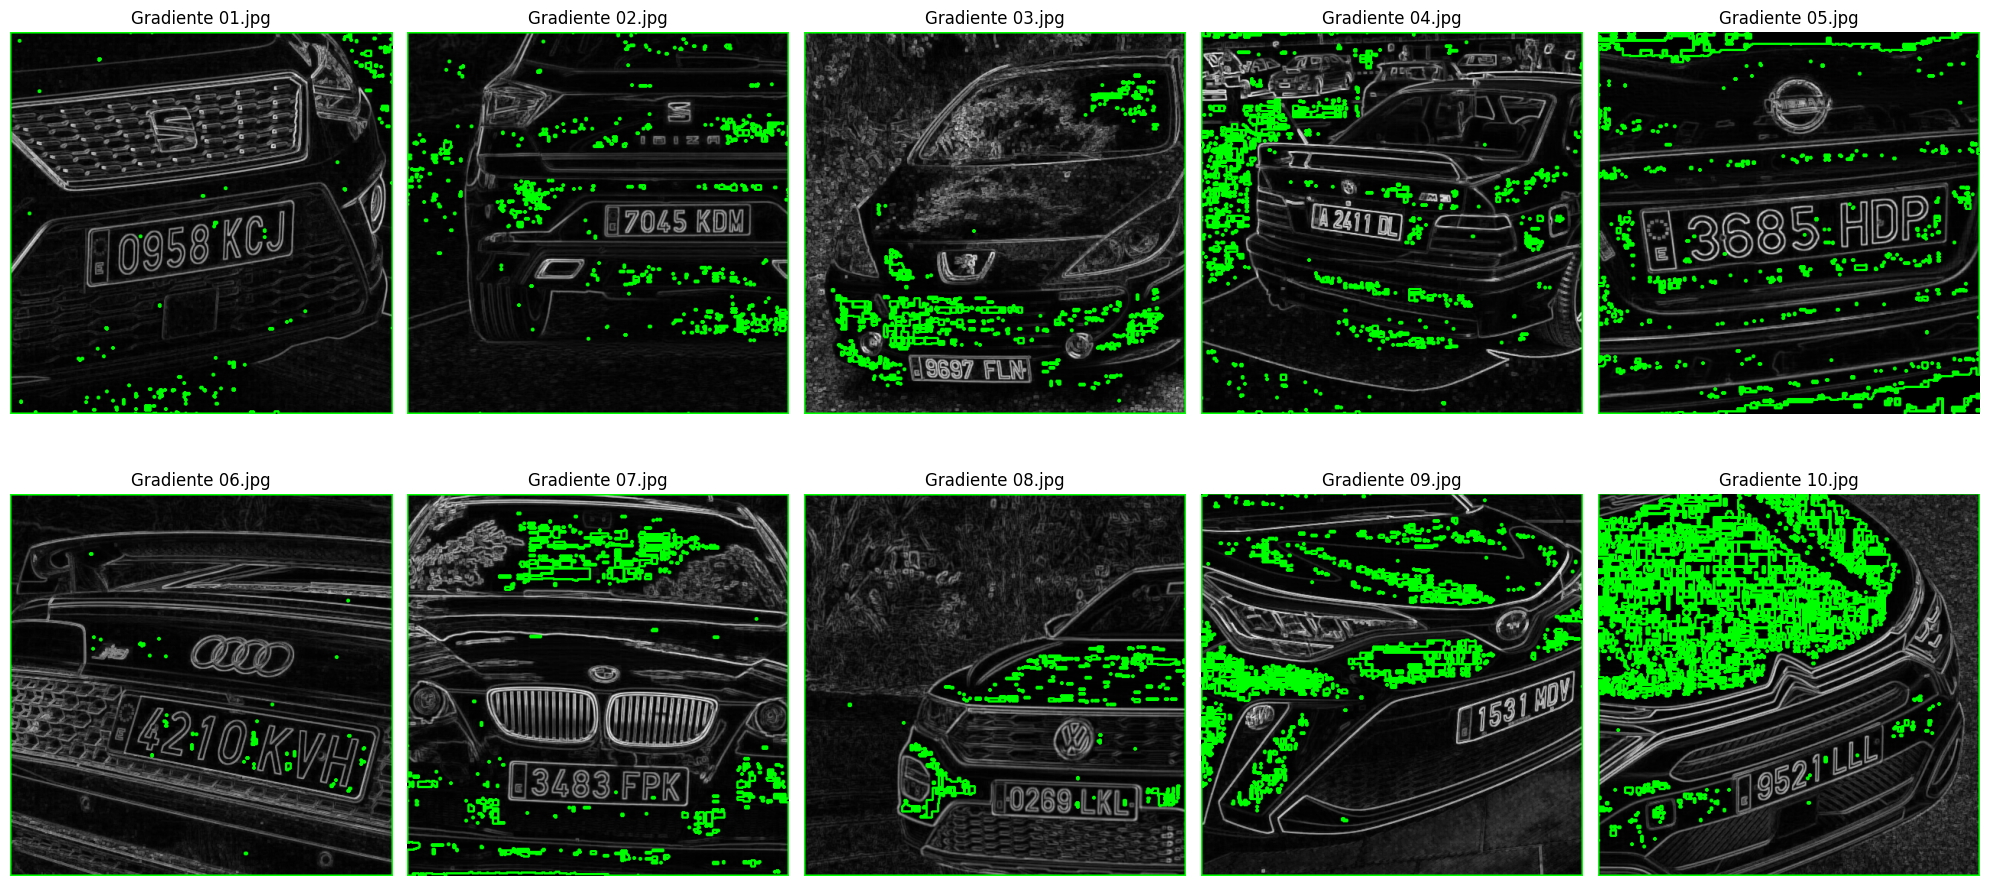 Gradiente 01.jpg
Gradiente 02.jpg
Gradiente 03.jpg
Gradiente 04.jpg
Gradiente 05.jpg
0958 KCJ
E
IBIZA
7045 KDM
9697 FLN
M3
A 2411 DL
NISSAN
3685 HDP
E
Gradiente 06.jpg
Gradiente 07.jpg
Gradiente 08.jpg
Gradiente 09.jpg
Gradiente 10.jpg
4210 KVH
E
3483 FPK
E
0269 LKL
1531 MDV
9521 LLL
E